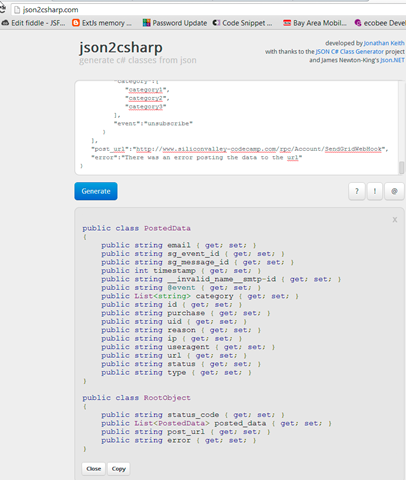 json2csharp.com
Edit fiddle - JSF... ExtJs memory ... Password Update Code Snippet ... Bay Area Mobil... ecobee Devel
json2csharp
generate c# classes from json
developed by Jonathan Keith
with thanks to the JSON C# Class Generator project
and James Newton-King's Json.NET
"category":[
"category1",
"category2",
"category3"
],
"event":"unsubscribe"
}
],
"post_url":"http://www.siliconvalley-codecamp.com/rpc/Account/SendGridWebHook",
"error":"There was an error posting the data to the url"
}
Generate
? ! @
x
public class PostedData
{
public string email { get; set; }
public string sg_event_id { get; set; }
public string sg_message_id { get; set; }
public int timestamp { get; set; }
public string __invalid_name__smtp-id { get; set; }
public string @event { get; set; }
public List<string> category { get; set; }
public string id { get; set; }
public string purchase { get; set; }
public string uid { get; set; }
public string reason { get; set; }
public string ip { get; set; }
public string useragent { get; set; }
public string url { get; set; }
public string status { get; set; }
public string type { get; set; }
}
public class RootObject
{
public string status_code { get; set; }
public List<PostedData> posted_data { get; set; }
public string post_url { get; set; }
public string error { get; set; }
}
Close Copy